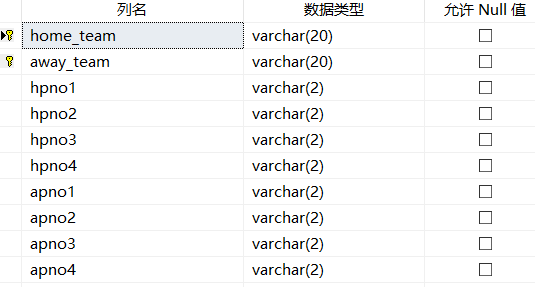 列名 数据类型 允许 Null 值
home_team varchar(20)
away_team varchar(20)
hpno1 varchar(2)
hpno2 varchar(2)
hpno3 varchar(2)
hpno4 varchar(2)
apno1 varchar(2)
apno2 varchar(2)
apno3 varchar(2)
apno4 varchar(2)